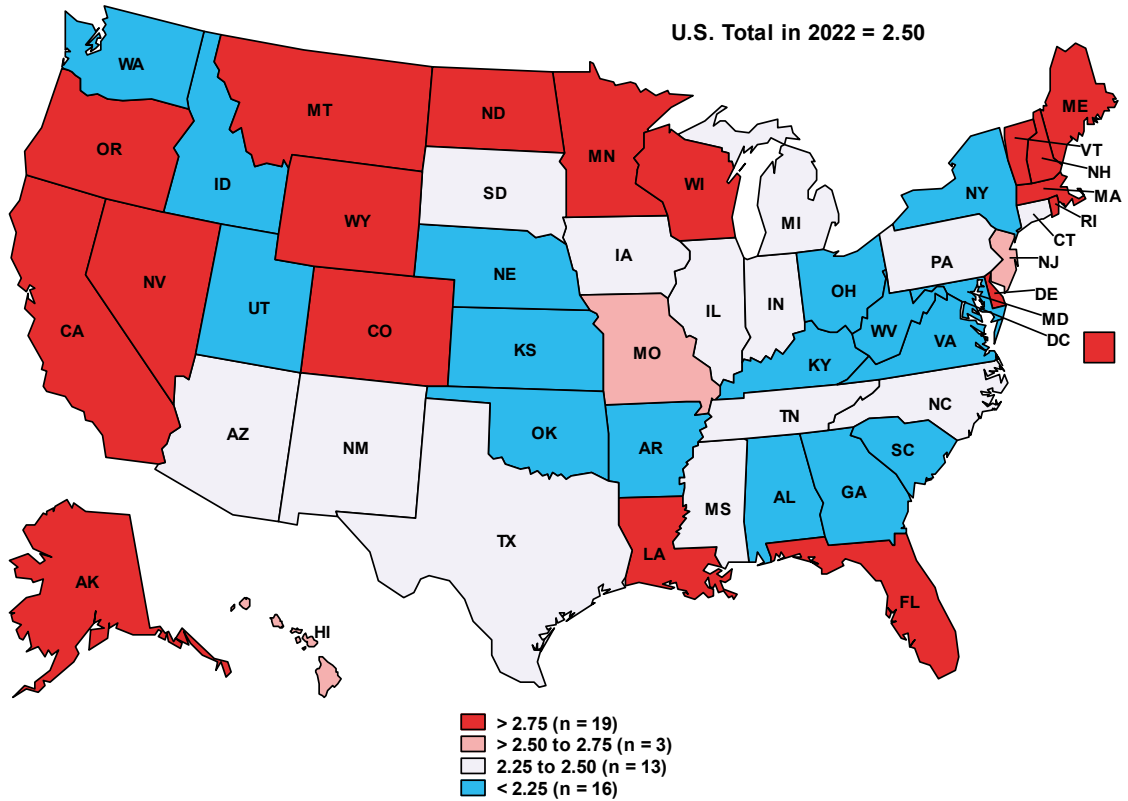 U.S. Total in 2022 = 2.50
WA
MT
ND
MN
ME
VT
NH
MA
RI
CT
NJ
DE
MD
DC
OR
ID
WY
SD
WI
MI
NY
PA
IA
NE
NV
UT
CO
CA
KS
MO
IL
IN
OH
WV
VA
KY
NC
TN
AZ
NM
OK
AR
SC
MS
AL
GA
TX
LA
FL
AK
HI
> 2.75 (n = 19)
> 2.50 to 2.75 (n = 3)
2.25 to 2.50 (n = 13)
< 2.25 (n = 16)